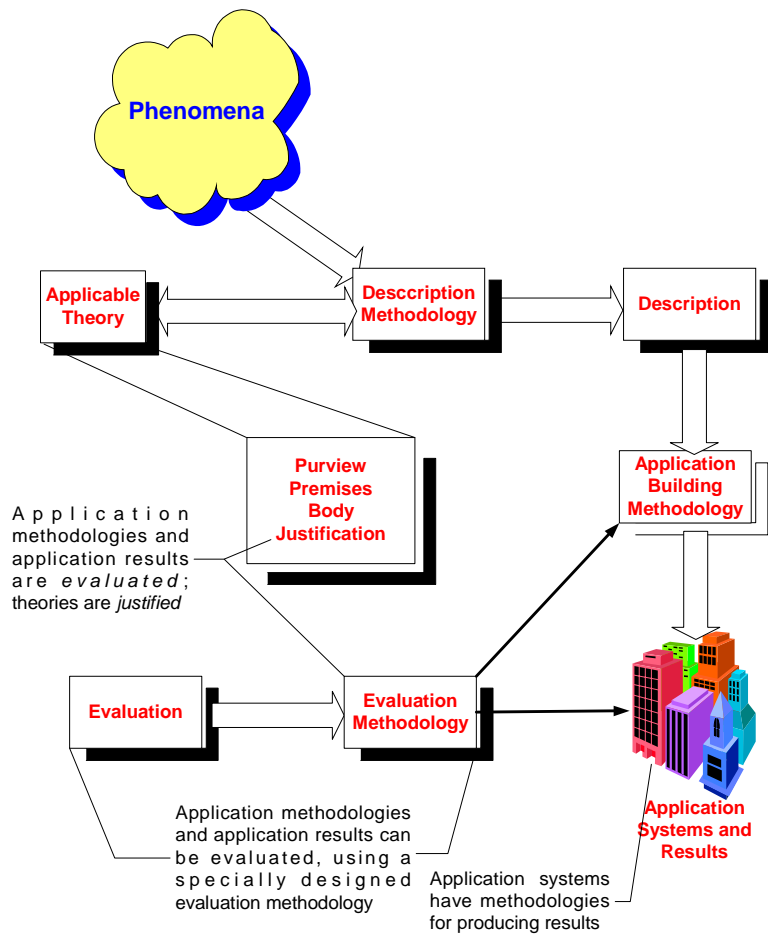 Phenomena
Applicable
Theory
Desccription
Methodology
Description
Purview
Premises
Body
Justification
Application
Building
Methodology
Application
methodologies and
application results
are evaluated;
theories are justified
Evaluation
Evaluation
Methodology
Application methodologies
and application results can
be evaluated, using a
specially designed
evaluation methodology
Application
Systems and
Results
Application systems
have methodologies
for producing results